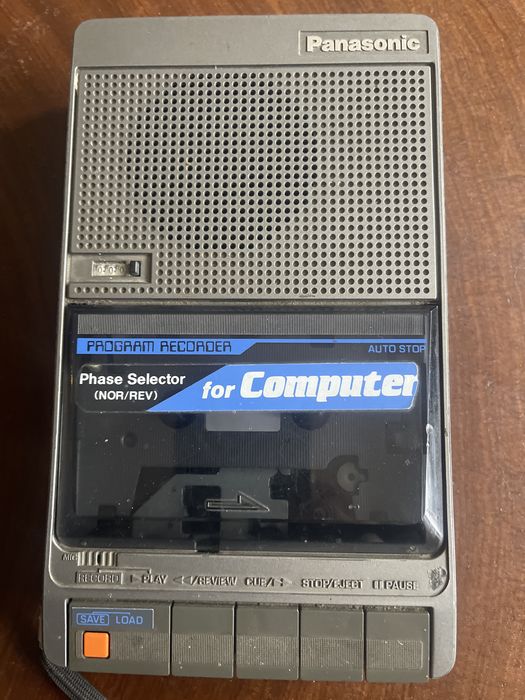 Panasonic
PROGRAM RECORDER
AUTO STOP
Phase Selector
(NOR/REV)
for Computer
MIC
RECORD ▷PLAY ◁◁/REVIEW CUE/▷▷ STOP/EJECT ❙❙PAUSE
SAVE LOAD